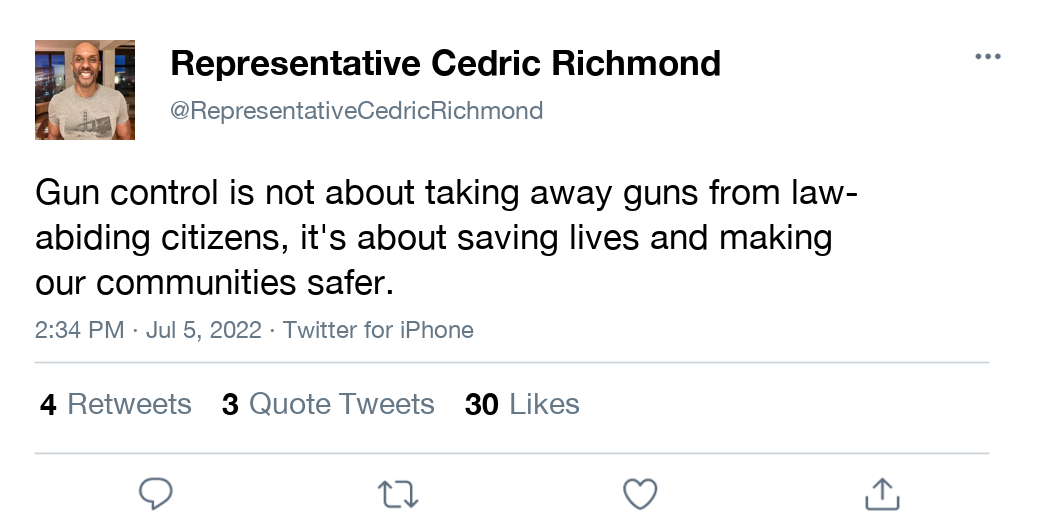 Representative Cedric Richmond
@RepresentativeCedricRichmond
Gun control is not about taking away guns from law-
abiding citizens, it's about saving lives and making
our communities safer.
2:34 PM · Jul 5, 2022 · Twitter for iPhone
4 Retweets 3 Quote Tweets 30 Likes